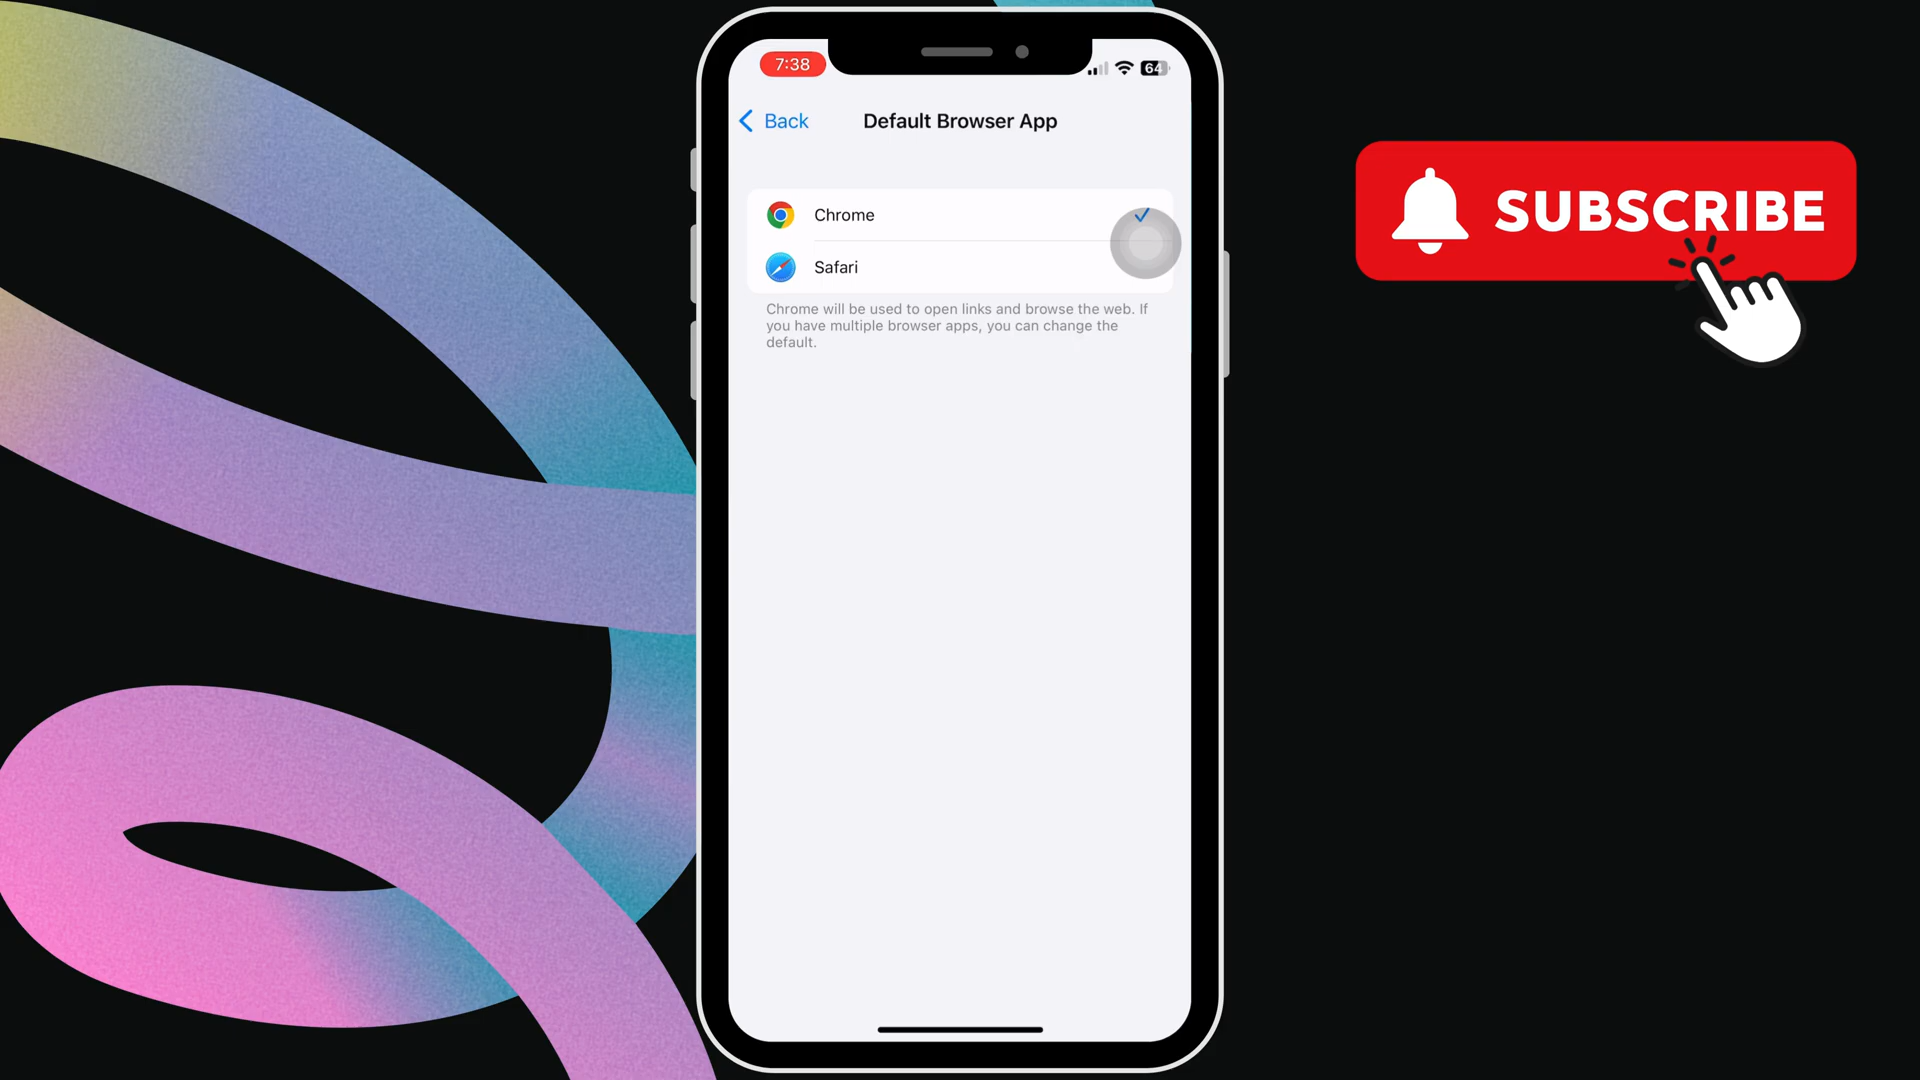 7:38
64
Back
Default Browser App
Chrome
Safari
Chrome will be used to open links and browse the web. If
you have multiple browser apps, you can change the
default.
SUBSCRIBE